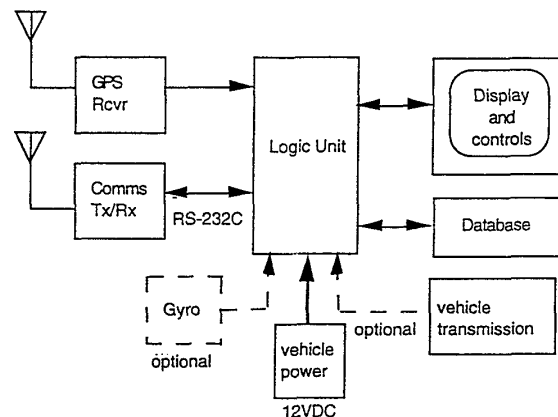 GPS
Rcvr
Comms
Tx/Rx
RS-232C
Logic Unit
Display
and
controls
Database
Gyro
optional
vehicle
power
12VDC
optional
vehicle
transmission